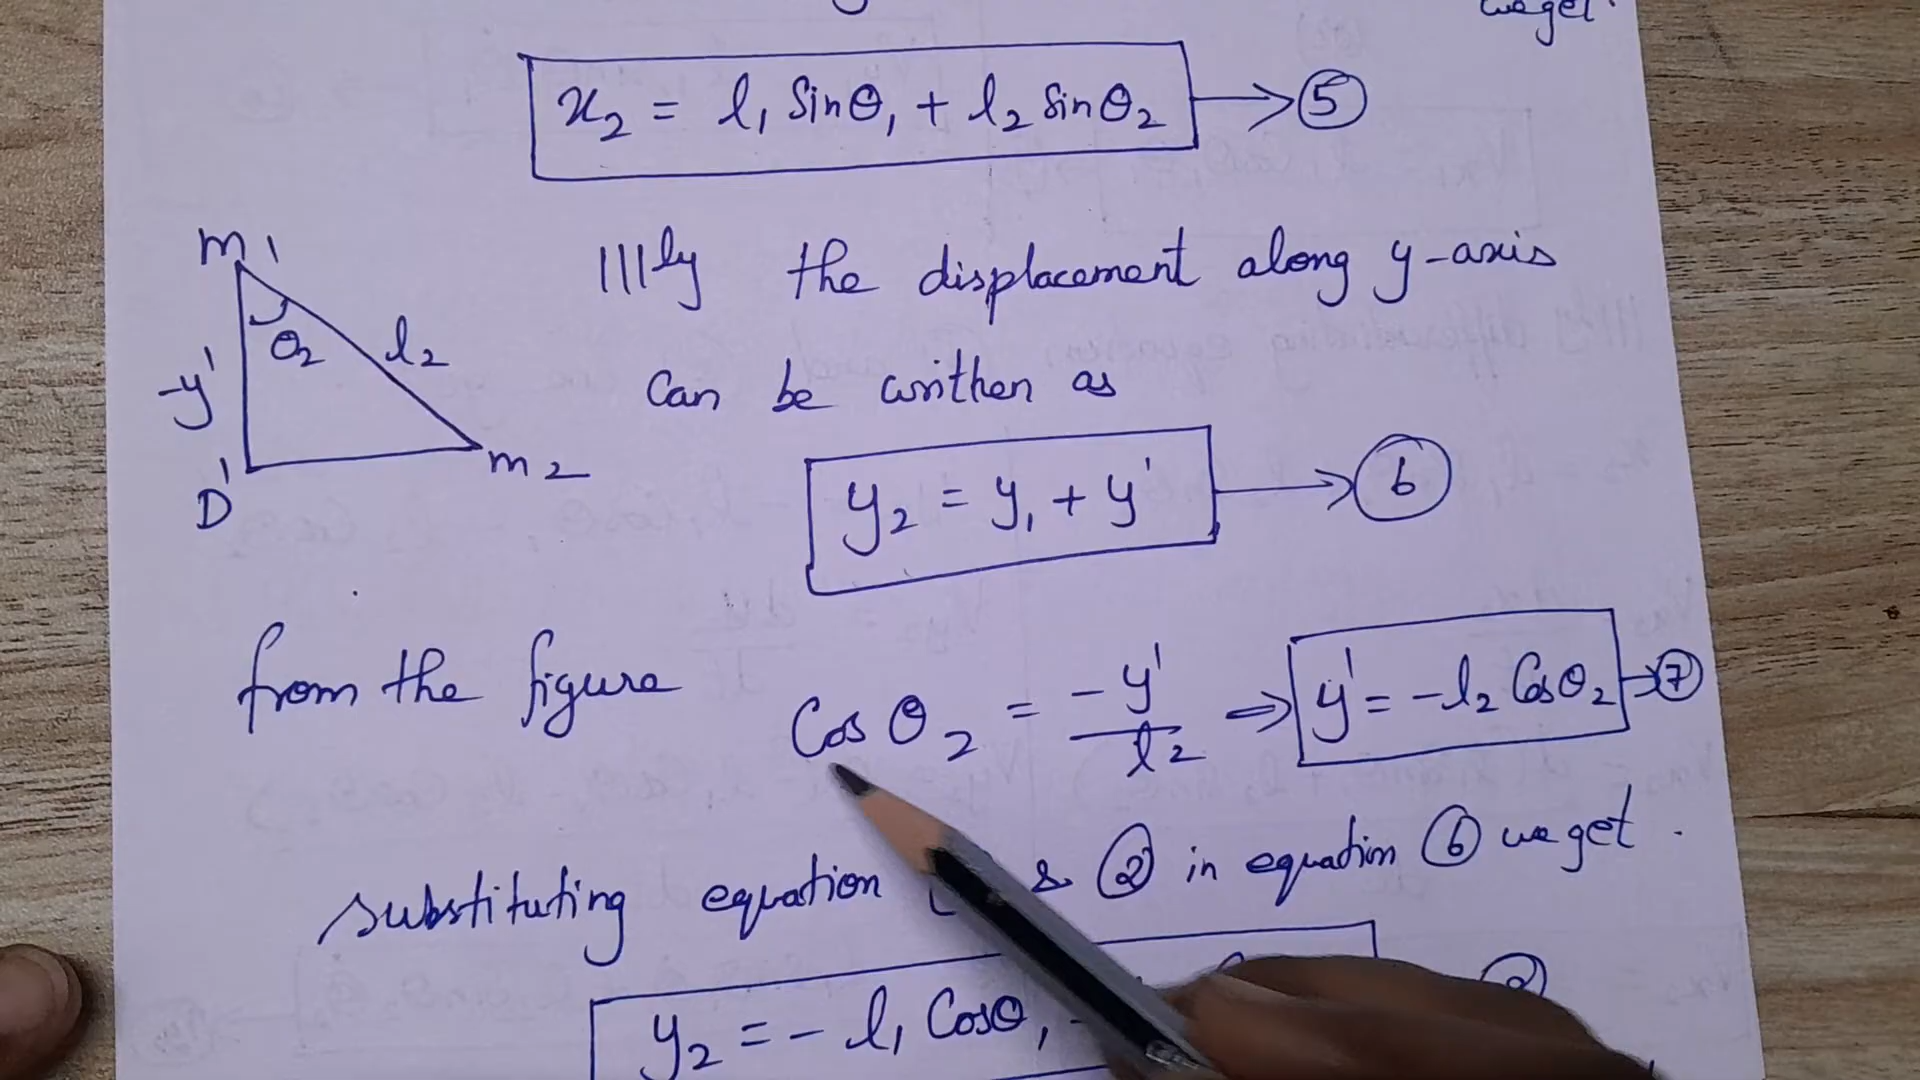 we get.
x₂ = l₁ Sinθ₁ + l₂ sinθ₂ → ⑤
m₁
θ₂
l₂
-y'
D'
m₂
|||ly the displacement along y-axis
can be written as
y₂ = y₁ + y' → ⑥
from the figure
Cos θ₂ = -y'/l₂ ⇒ y' = -l₂ Cosθ₂ → ⑦
substituting equation & ② in equation ⑥ we get.
y₂ = - l₁ Cosθ₁